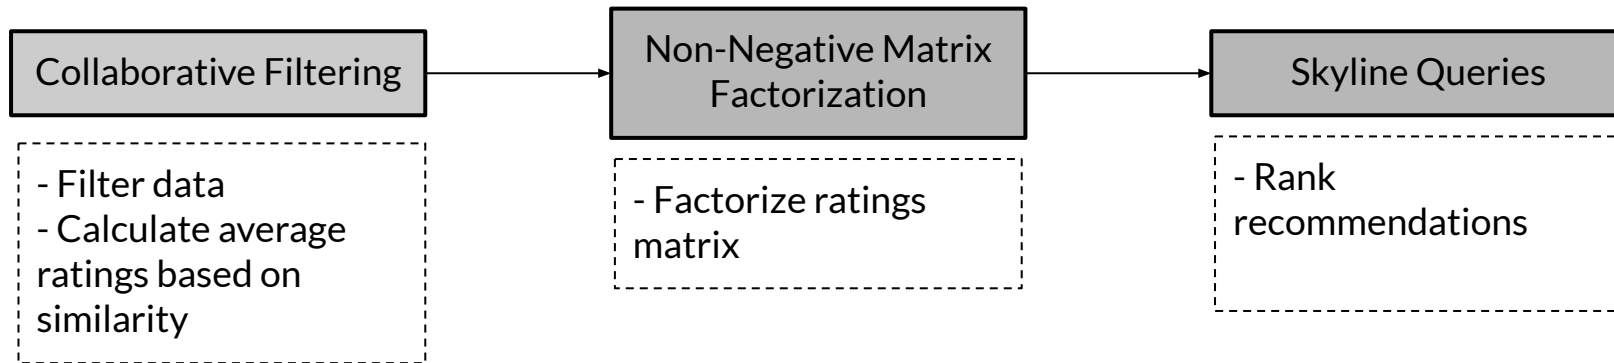 Collaborative Filtering
Non-Negative Matrix
Factorization
Skyline Queries
- Filter data
- Calculate average
ratings based on
similarity
- Factorize ratings
matrix
- Rank
recommendations